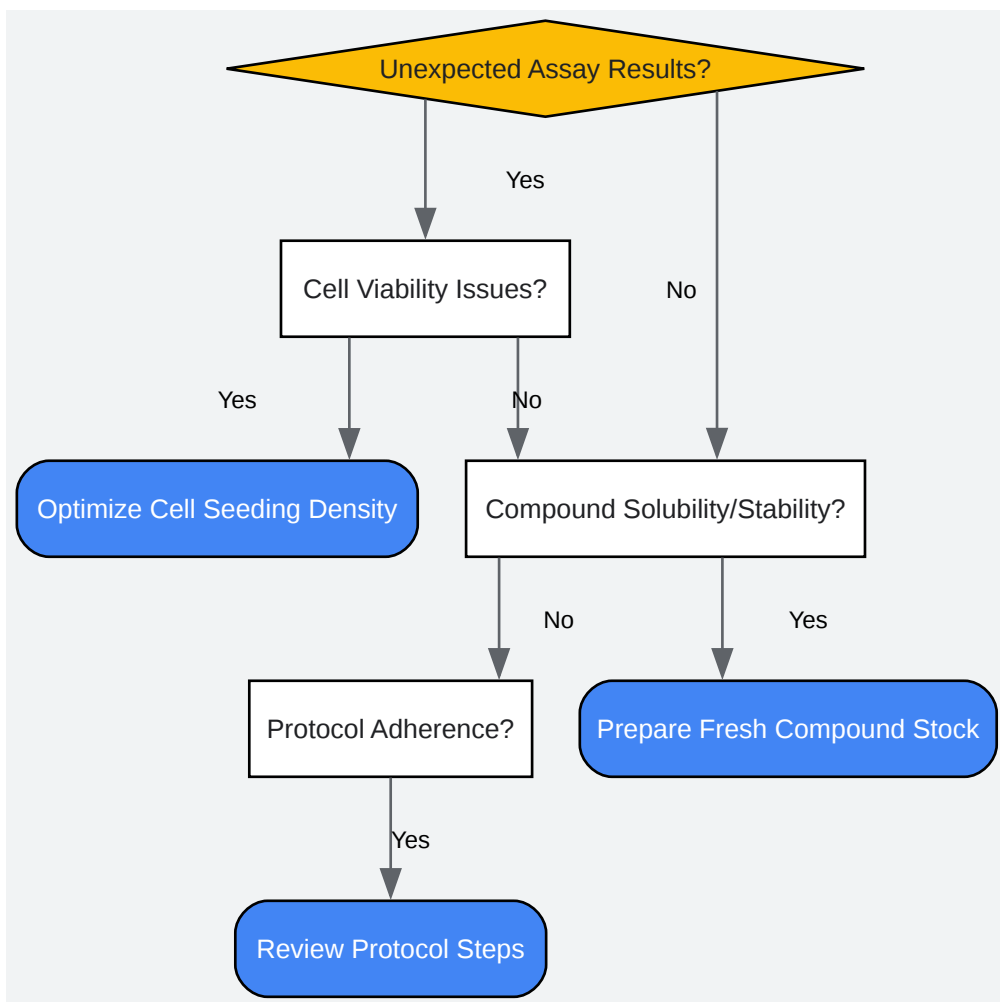 Unexpected Assay Results?
Yes
Cell Viability Issues?
No
Yes
No
Optimize Cell Seeding Density
Compound Solubility/Stability?
No
Yes
Protocol Adherence?
Prepare Fresh Compound Stock
Yes
Review Protocol Steps